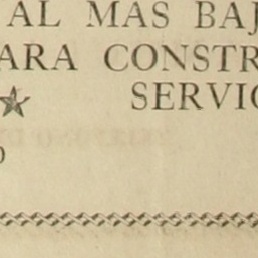 AL MAS BAJ
ARA CONSTR
★ SERVIC
O